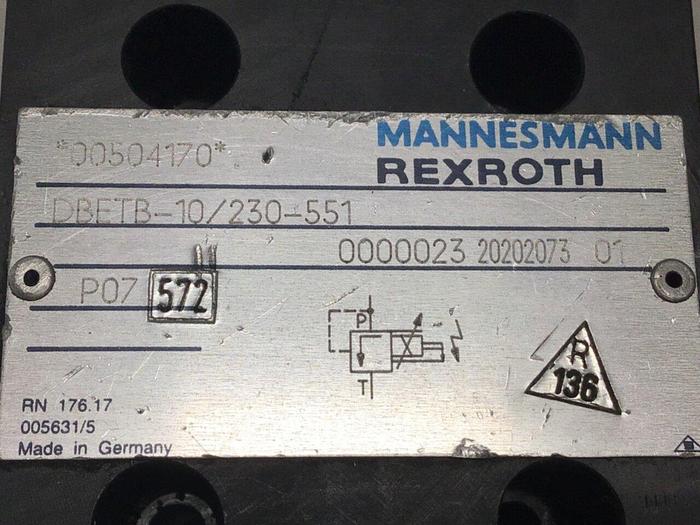 *00504170*.
MANNESMANN
REXROTH
DBETB-10/230-551
0000023 20202073 01
P07 572
P
T
R
136
RN 176.17
005631/5
Made in Germany